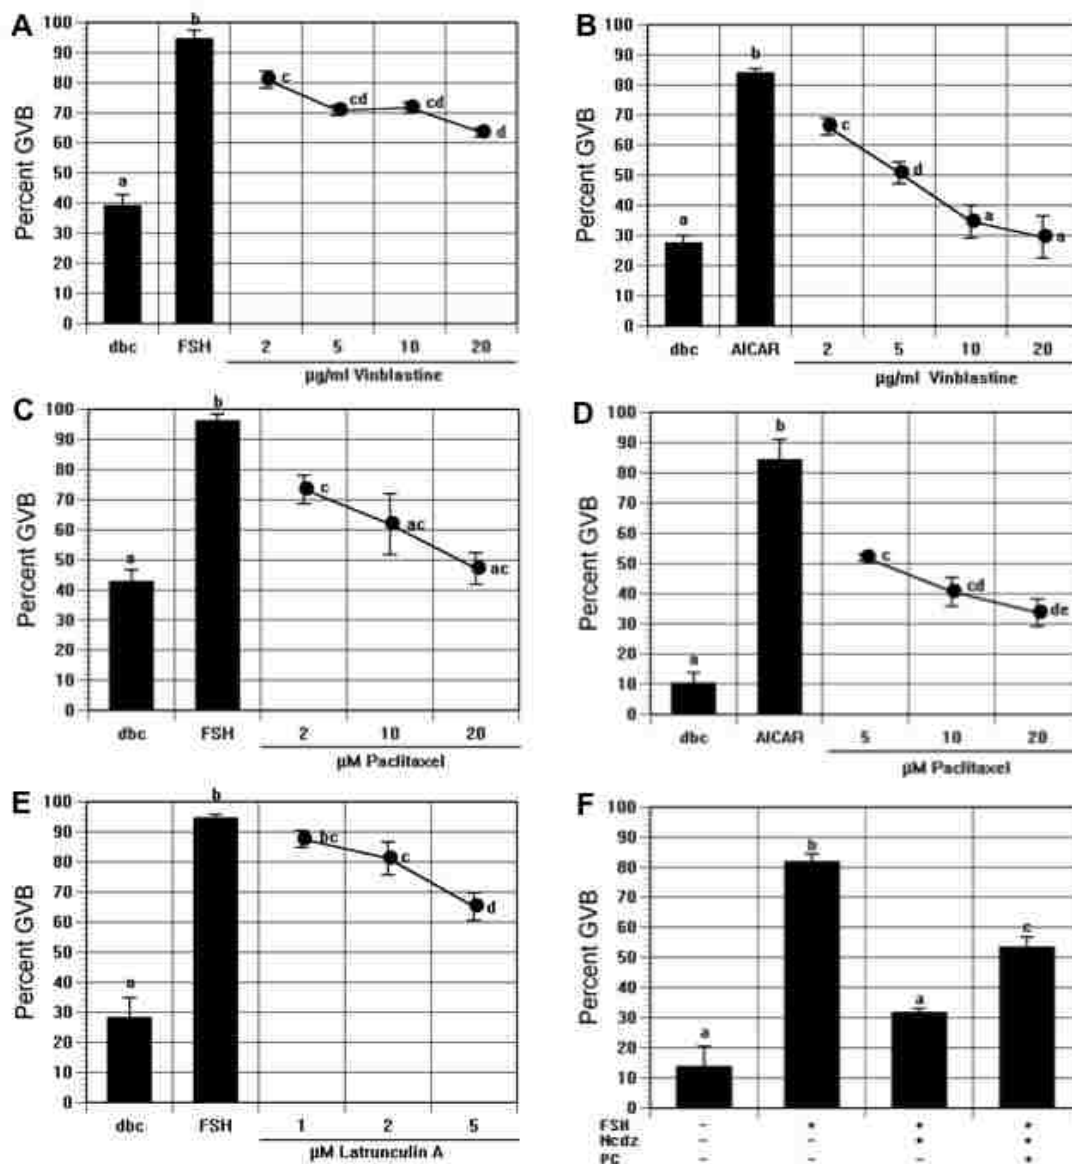 A
Percent GVB
100
90
80
70
60
50
40
30
20
10
0
a
b
c
cd
cd
d
dbc FSH 2 5 10 20
µg/ml Vinblastine
B
Percent GVB
100
90
80
70
60
50
40
30
20
10
0
a
b
c
d
a
a
dbc AICAR 2 5 10 20
µg/ml Vinblastine
C
Percent GVB
100
90
80
70
60
50
40
30
20
10
0
a
b
c
ac
ac
dbc FSH 2 10 20
µM Paclitaxel
D
Percent GVB
100
90
80
70
60
50
40
30
20
10
0
a
b
c
cd
de
dbc AICAR 5 10 20
µM Paclitaxel
E
Percent GVB
100
90
80
70
60
50
40
30
20
10
0
a
b
bc
c
d
dbc FSH 1 2 5
µM Latrunculin A
F
Percent GVB
100
90
80
70
60
50
40
30
20
10
0
a
b
a
c
FSH - + + +
Ncdz - - + +
PC - - - +